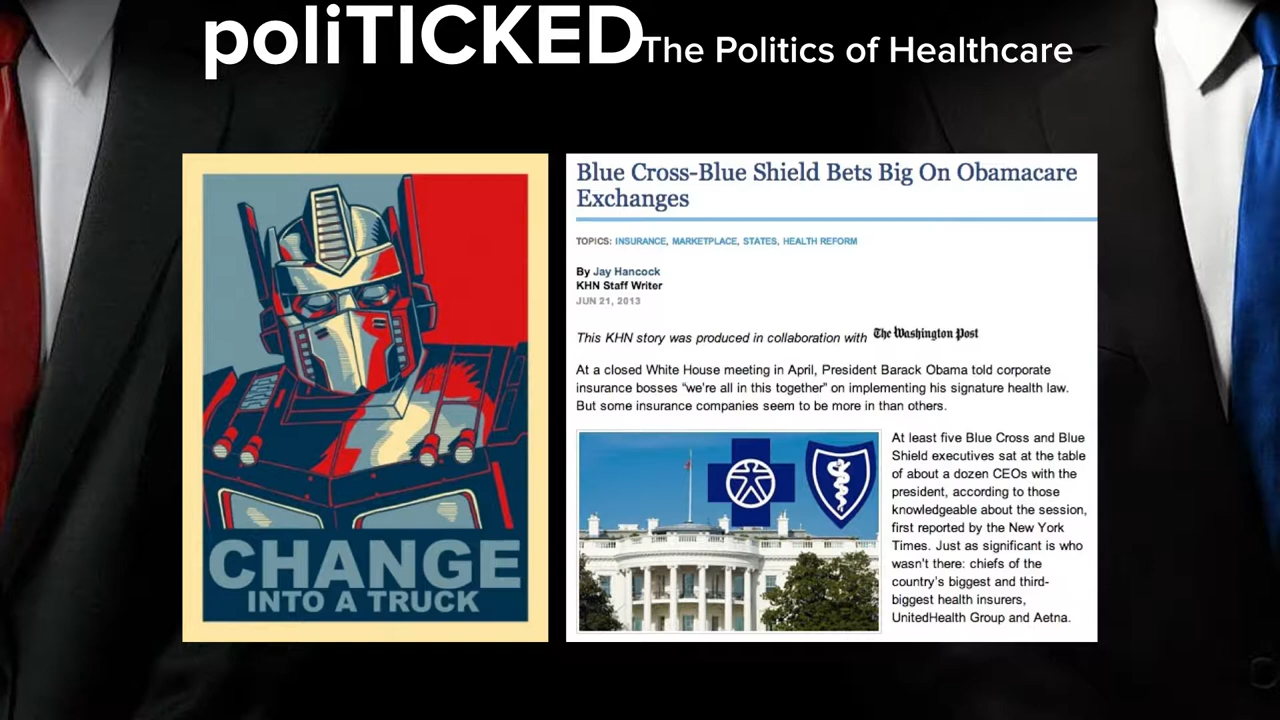 poliTICKED The Politics of Healthcare
CHANGE
INTO A TRUCK
Blue Cross-Blue Shield Bets Big On Obamacare
Exchanges
TOPICS: INSURANCE, MARKETPLACE, STATES, HEALTH REFORM
By Jay Hancock
KHN Staff Writer
JUN 21, 2013
This KHN story was produced in collaboration with The Washington Post
At a closed White House meeting in April, President Barack Obama told corporate
insurance bosses “we’re all in this together” on implementing his signature health law.
But some insurance companies seem to be more in than others.
At least five Blue Cross and Blue
Shield executives sat at the table
of about a dozen CEOs with the
president, according to those
knowledgeable about the session,
first reported by the New York
Times. Just as significant is who
wasn’t there: chiefs of the
country’s biggest and third-
biggest health insurers,
UnitedHealth Group and Aetna.